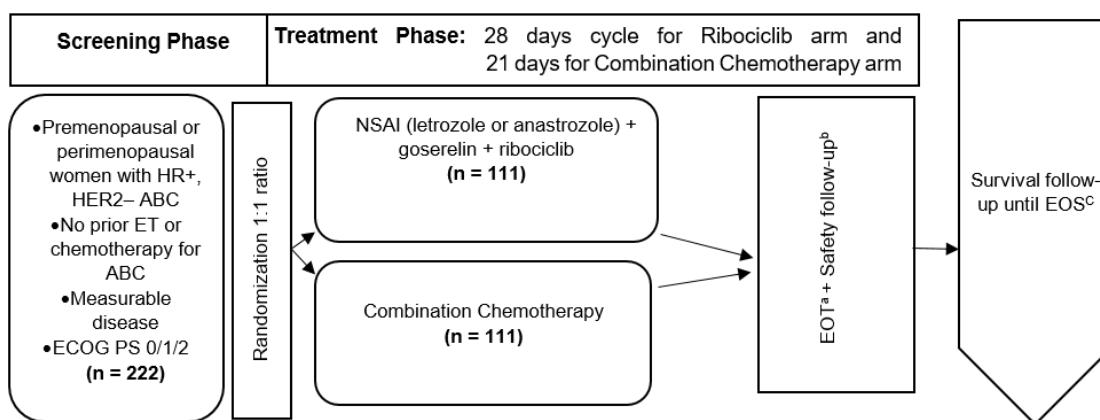 Screening Phase
Treatment Phase: 28 days cycle for Ribociclib arm and
21 days for Combination Chemotherapy arm
•Premenopausal or
perimenopausal
women with HR+,
HER2– ABC
•No prior ET or
chemotherapy for
ABC
•Measurable
disease
•ECOG PS 0/1/2
(n = 222)
Randomization 1:1 ratio
NSAI (letrozole or anastrozole) +
goserelin + ribociclib
(n = 111)
Combination Chemotherapy
(n = 111)
EOTᵃ + Safety follow-upᵇ
Survival follow-
up until EOSᶜ